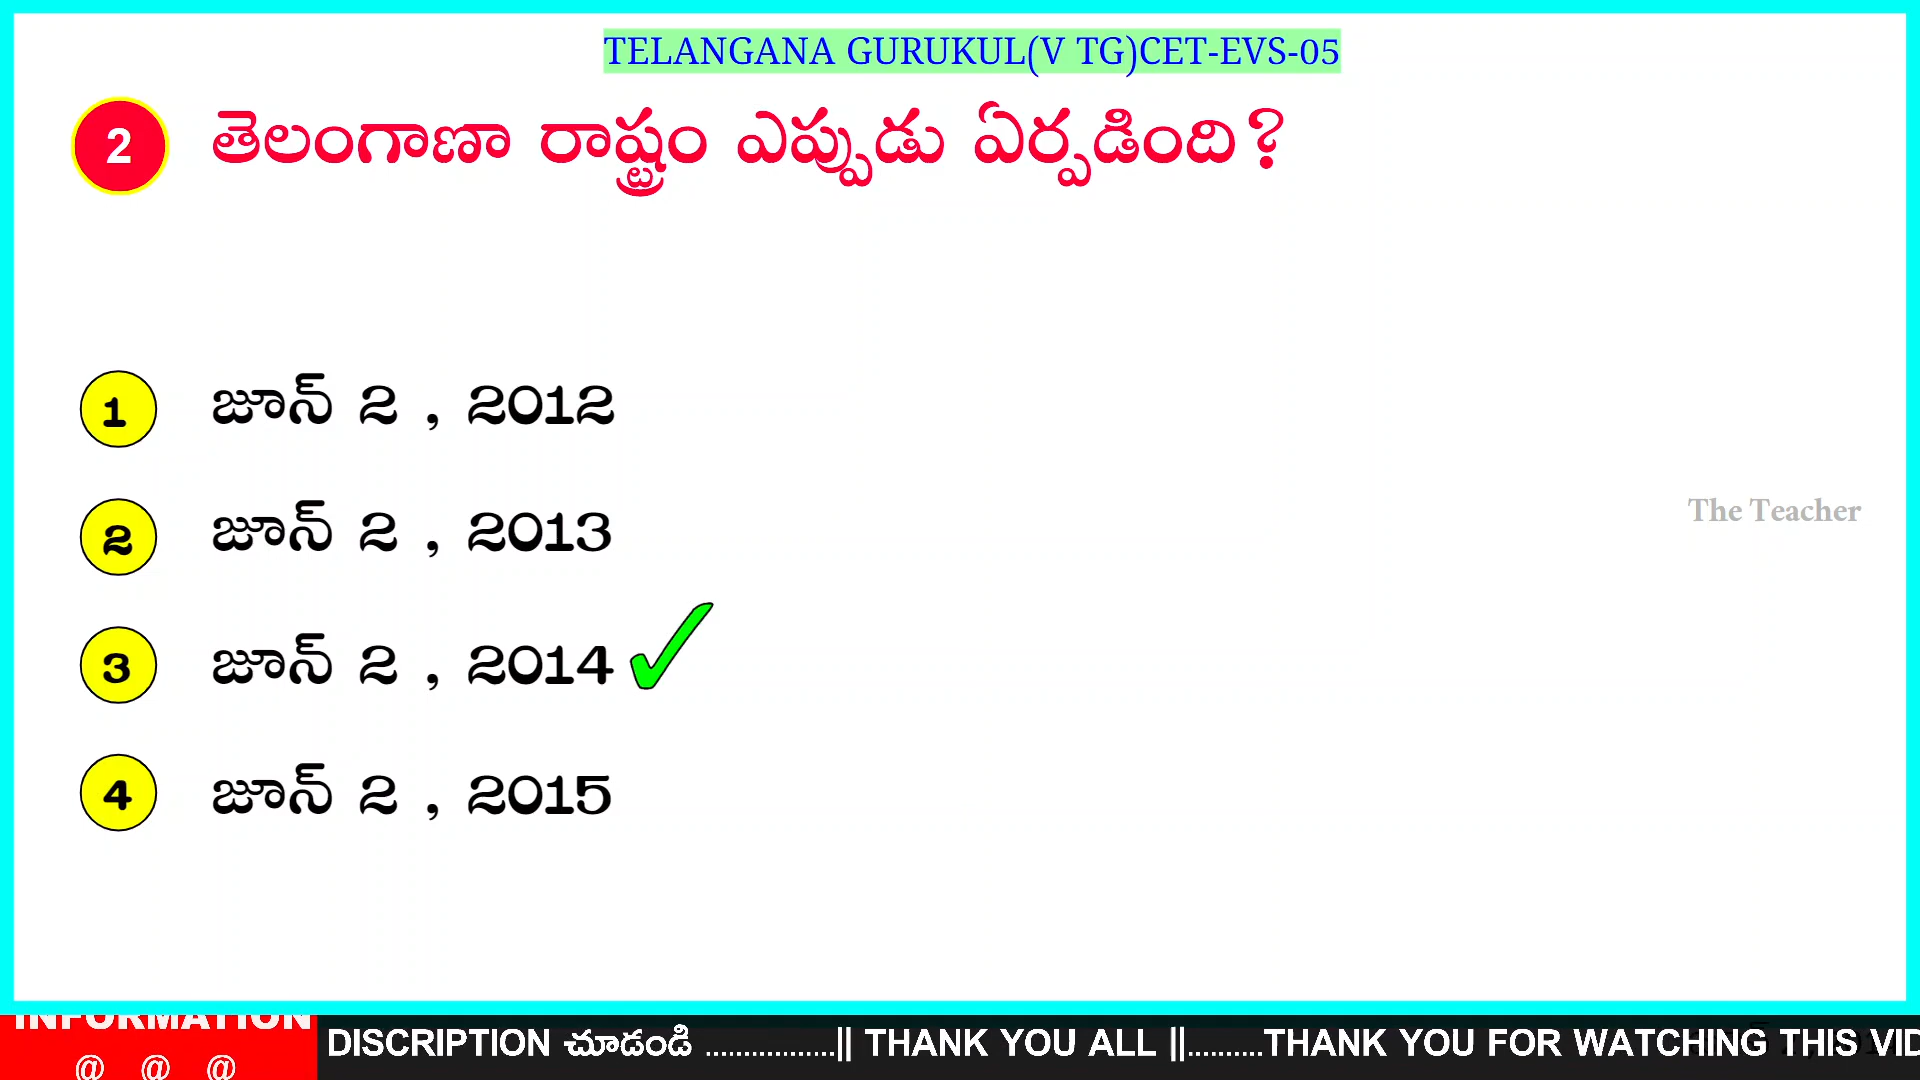 TELANGANA GURUKUL(V TG)CET-EVS-05
2 తెలంగాణా రాష్ట్రం ఎప్పుడు ఏర్పడింది?
1 జూన్ 2 , 2012
2 జూన్ 2 , 2013
The Teacher
3 జూన్ 2 , 2014
4 జూన్ 2 , 2015
INFORMATION
@ @ @
DISCRIPTION చూడండి .................|| THANK YOU ALL ||..........THANK YOU FOR WATCHING THIS VID